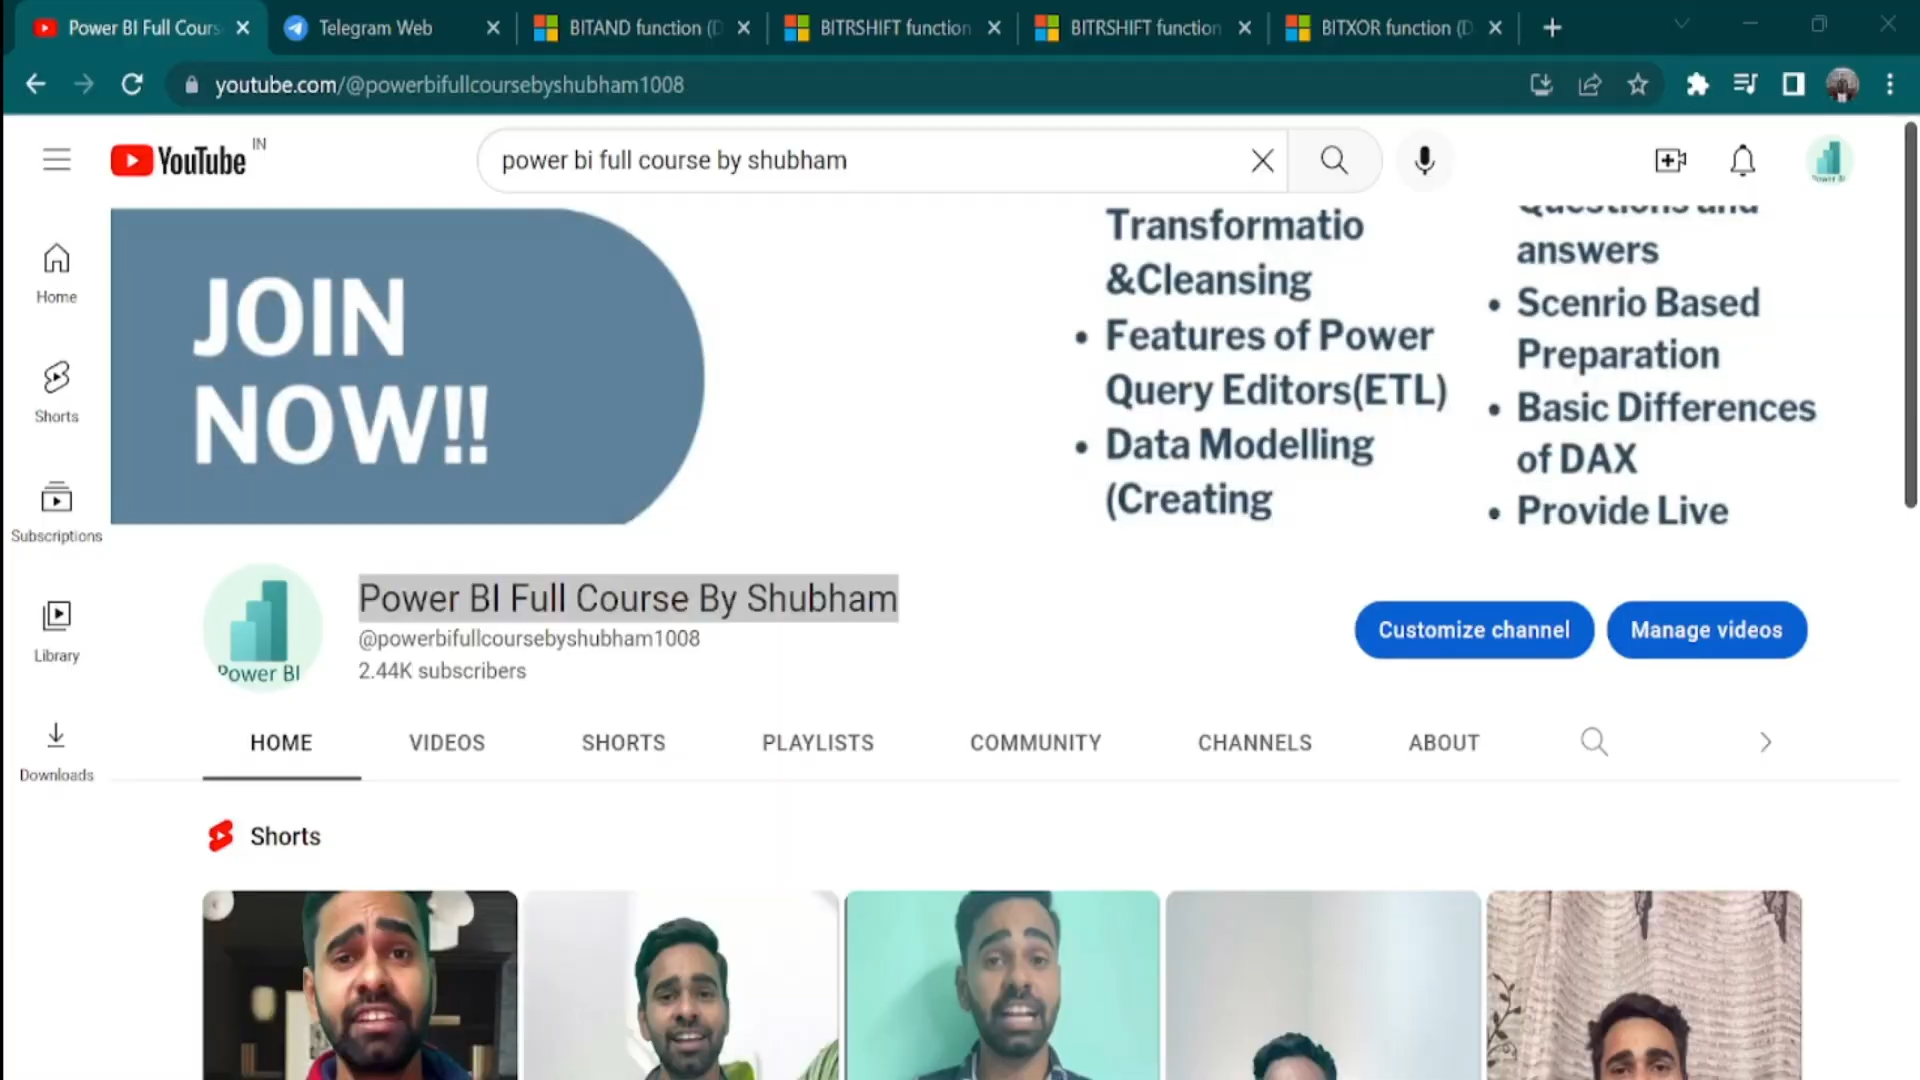 Power BI Full Cours
Telegram Web
BITAND function (D
BITRSHIFT function
BITRSHIFT function
BITXOR function (D
youtube.com/@powerbifullcoursebyshubham1008
YouTube IN
power bi full course by shubham
Power BI
Home
Shorts
Subscriptions
Library
Downloads
JOIN
NOW!!
Transformatio
&Cleansing
• Features of Power
Query Editors(ETL)
• Data Modelling
(Creating
Questions and
answers
• Scenrio Based
Preparation
• Basic Differences
of DAX
• Provide Live
Power BI
Power BI Full Course By Shubham
@powerbifullcoursebyshubham1008
2.44K subscribers
Customize channel
Manage videos
HOME
VIDEOS
SHORTS
PLAYLISTS
COMMUNITY
CHANNELS
ABOUT
Shorts